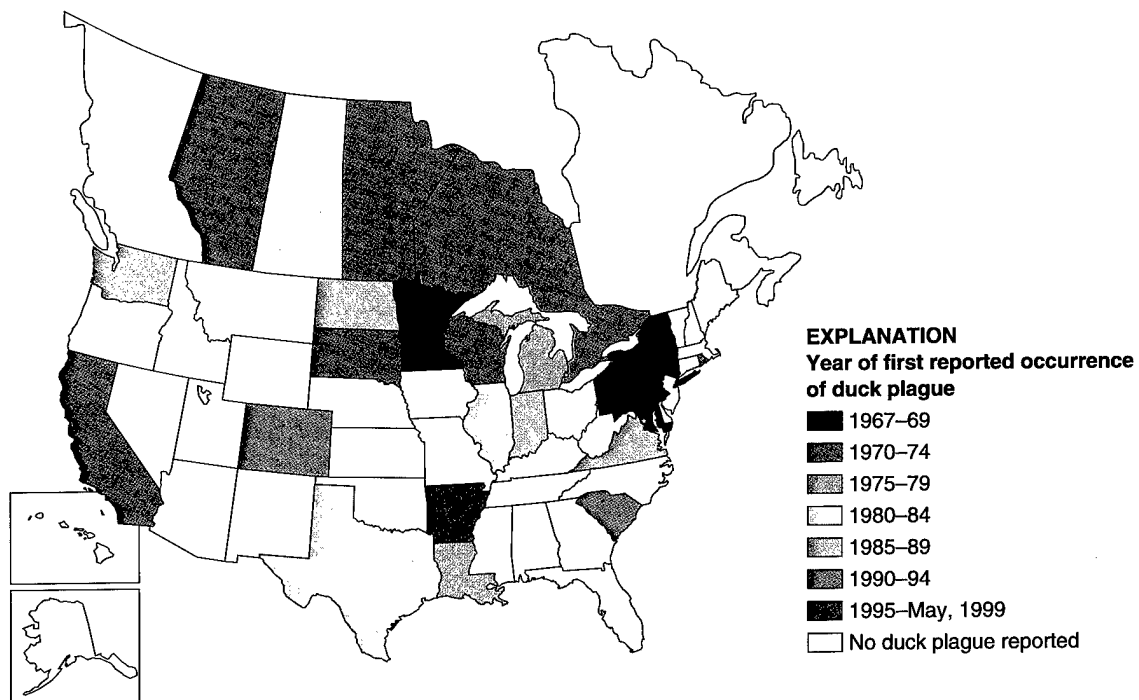 EXPLANATION
Year of first reported occurrence
of duck plague
1967–69
1970–74
1975–79
1980–84
1985–89
1990–94
1995–May, 1999
No duck plague reported